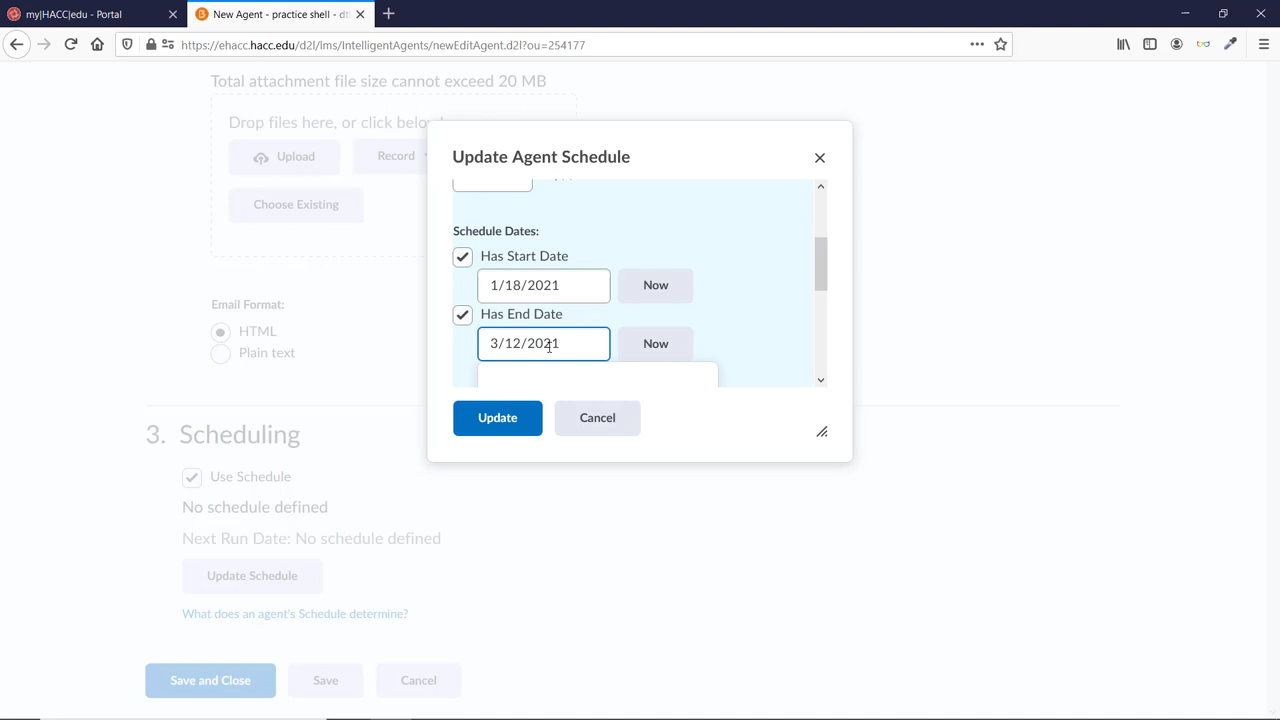 my|HACC|edu - Portal
New Agent - practice shell - dt
https://ehacc.hacc.edu/d2l/lms/IntelligentAgents/newEditAgent.d2l?ou=254177
Total attachment file size cannot exceed 20 MB
Drop files here, or click below
Upload
Record
Choose Existing
Email Format:
HTML
Plain text
Update Agent Schedule
Schedule Dates:
Has Start Date
1/18/2021
Now
Has End Date
3/12/2021
Now
Update
Cancel
3. Scheduling
Use Schedule
No schedule defined
Next Run Date: No schedule defined
Update Schedule
What does an agent's Schedule determine?
Save and Close
Save
Cancel